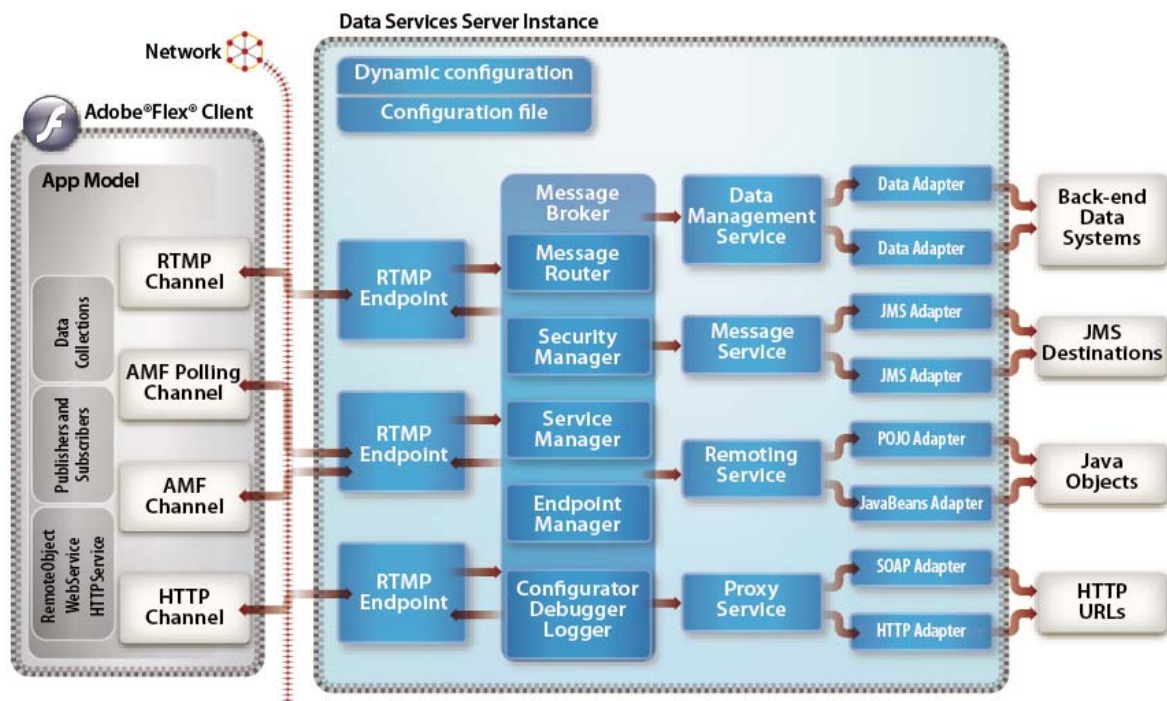 Data Services Server Instance
Network
Dynamic configuration
Configuration file
Adobe®Flex® Client
App Model
RTMP
Channel
AMF Polling
Channel
AMF
Channel
HTTP
Channel
Data
Collections
Publishers and
Subscribers
RemoteObject
WebService
HTTPService
RTMP
Endpoint
RTMP
Endpoint
RTMP
Endpoint
Message
Broker
Message
Router
Security
Manager
Service
Manager
Endpoint
Manager
Configurator
Debugger
Logger
Data
Management
Service
Message
Service
Remoting
Service
Proxy
Service
Data Adapter
Data Adapter
JMS Adapter
JMS Adapter
POJO Adapter
JavaBeans Adapter
SOAP Adapter
HTTP Adapter
Back-end
Data
Systems
JMS
Destinations
Java
Objects
HTTP
URLs